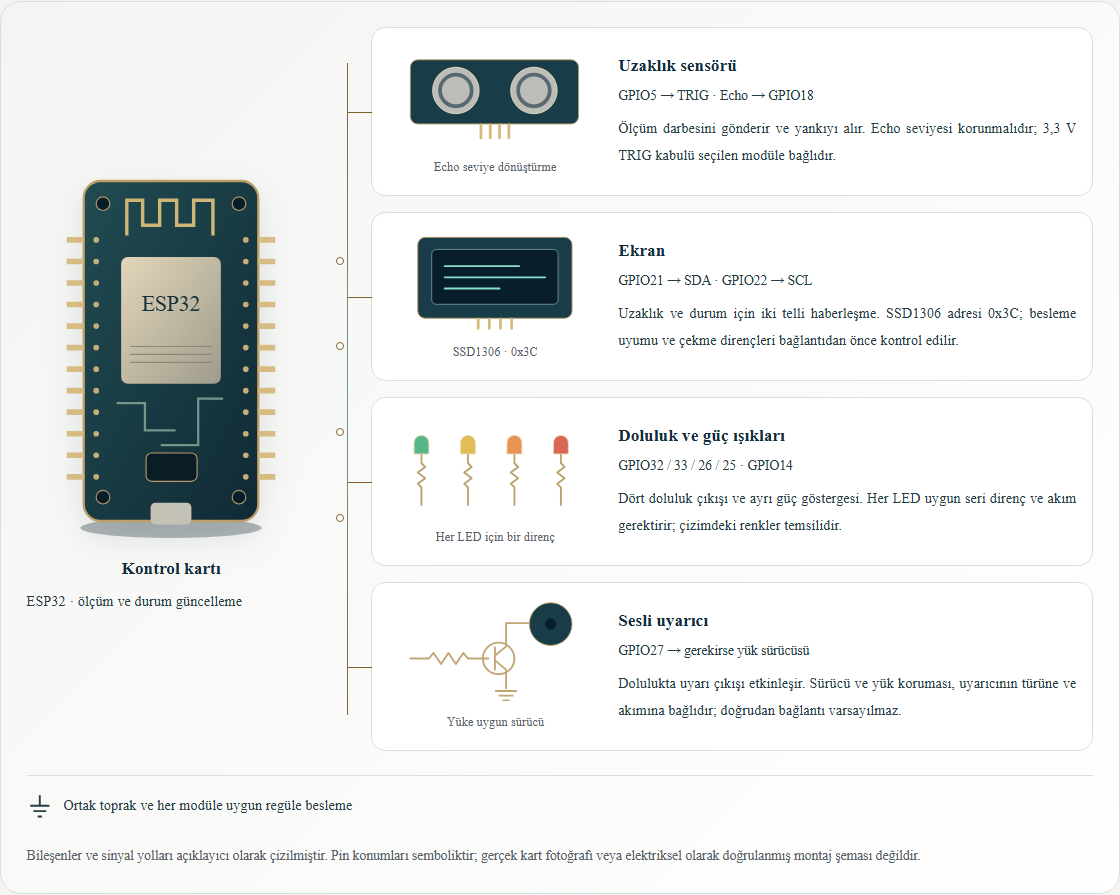 ESP32
Kontrol kartı
ESP32 · ölçüm ve durum güncelleme
Echo seviye dönüştürme
Uzaklık sensörü
GPIO5 → TRIG · Echo → GPIO18
Ölçüm darbesini gönderir ve yankıyı alır. Echo seviyesi korunmalıdır; 3,3 V
TRIG kabulü seçilen modüle bağlıdır.
SSD1306 · 0x3C
Ekran
GPIO21 → SDA · GPIO22 → SCL
Uzaklık ve durum için iki telli haberleşme. SSD1306 adresi 0x3C; besleme
uyumu ve çekme dirençleri bağlantıdan önce kontrol edilir.
Her LED için bir direnç
Doluluk ve güç ışıkları
GPIO32 / 33 / 26 / 25 · GPIO14
Dört doluluk çıkışı ve ayrı güç göstergesi. Her LED uygun seri direnç ve akım
gerektirir; çizimdeki renkler temsilidir.
Yüke uygun sürücü
Sesli uyarıcı
GPIO27 → gerekirse yük sürücüsü
Dolulukta uyarı çıkışı etkinleşir. Sürücü ve yük koruması, uyarıcının türüne ve
akımına bağlıdır; doğrudan bağlantı varsayılmaz.
Ortak toprak ve her modüle uygun regüle besleme
Bileşenler ve sinyal yolları açıklayıcı olarak çizilmiştir. Pin konumları semboliktir; gerçek kart fotoğrafı veya elektriksel olarak doğrulanmış montaj şeması değildir.